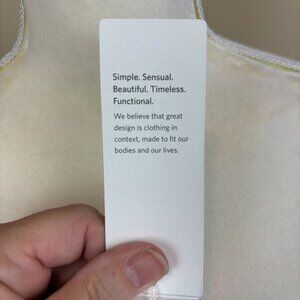 Simple. Sensual.
Beautiful. Timeless.
Functional.
We believe that great
design is clothing in
context, made to fit our
bodies and our lives.